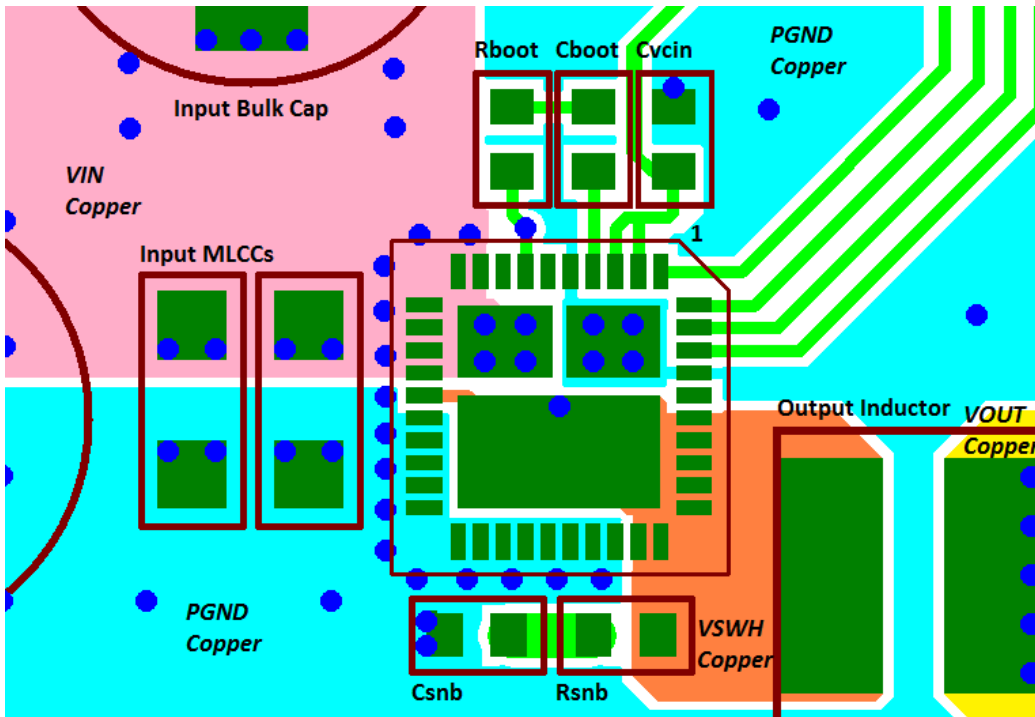 Rboot Cboot Cvcin
PGND
Copper
Input Bulk Cap
VIN
Copper
1
Input MLCCs
Output Inductor
VOUT
Copper
PGND
Copper
VSWH
Copper
Csnb
Rsnb